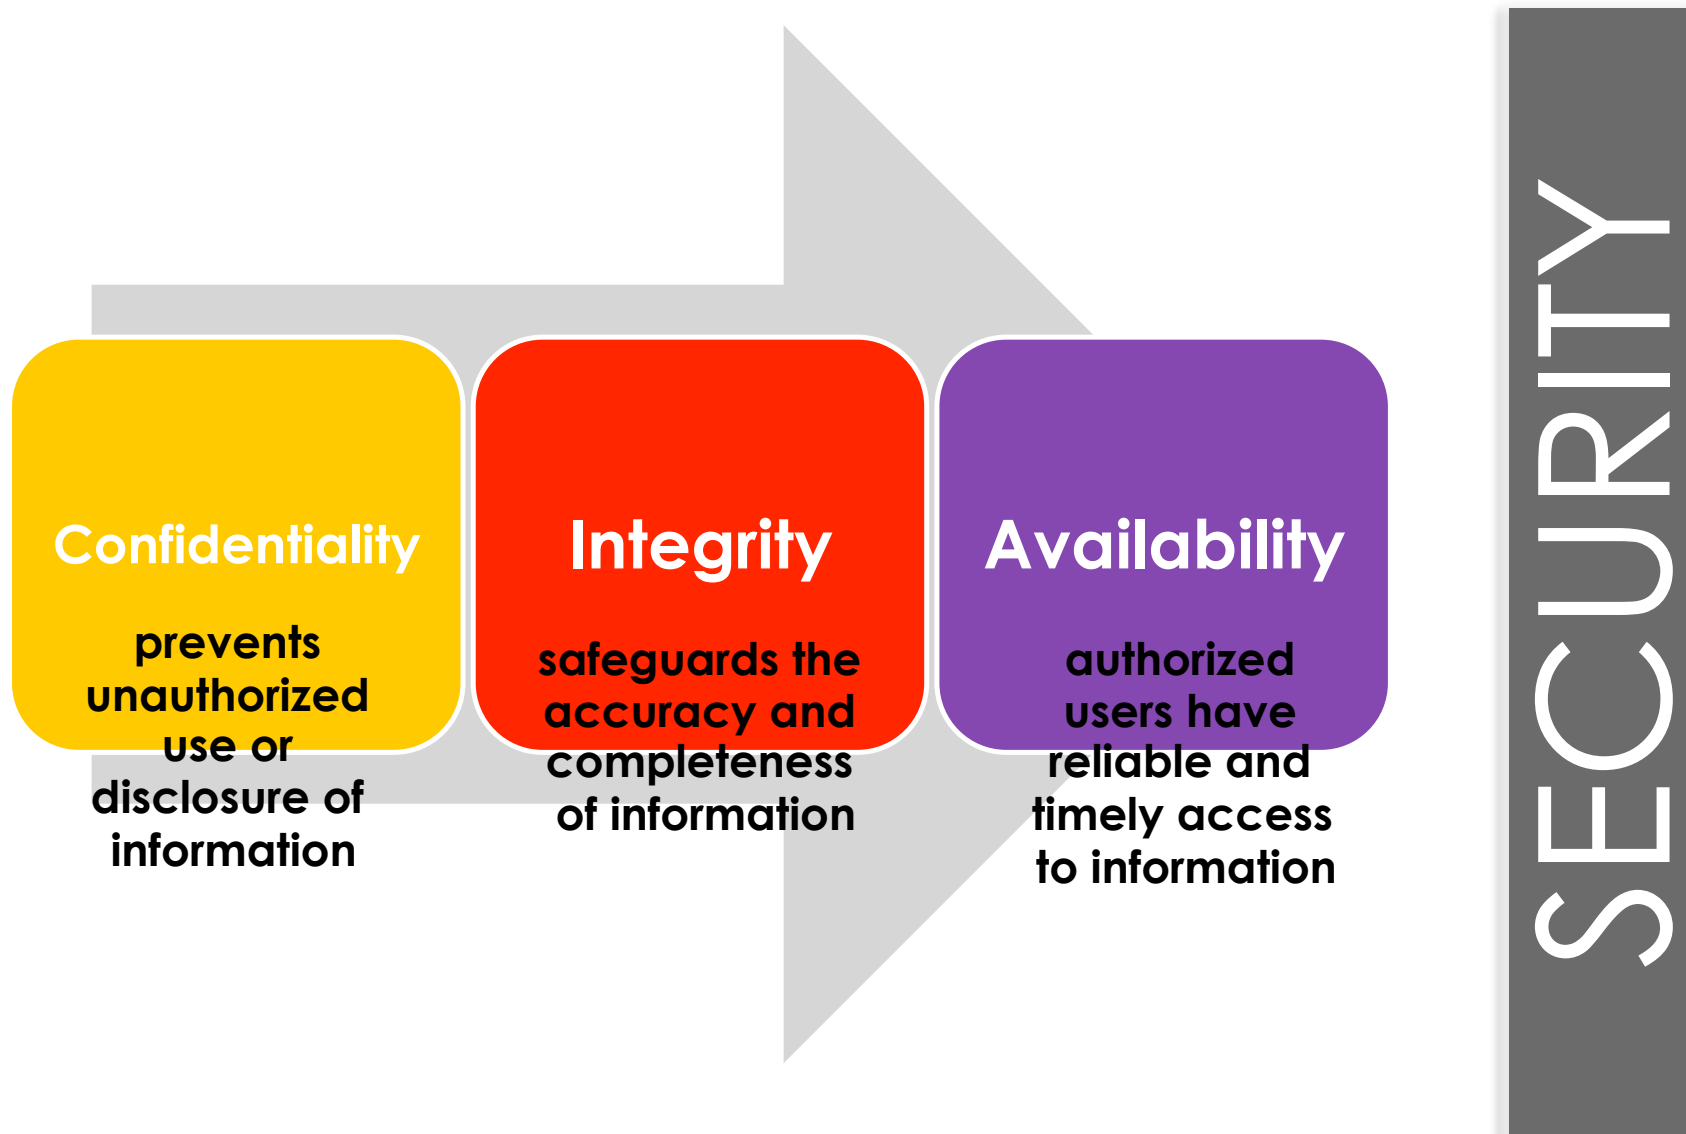 Confidentiality
prevents
unauthorized
use or
disclosure of
information
Integrity
safeguards the
accuracy and
completeness
of information
Availability
authorized
users have
reliable and
timely access
to information
SECURITY